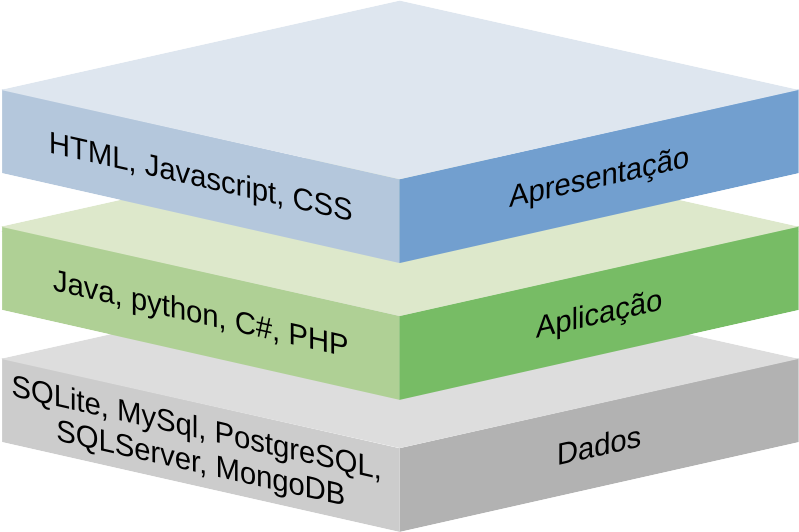 HTML, Javascript, CSS
Apresentação
Java, python, C#, PHP
Aplicação
SQLite, MySql, PostgreSQL,
SQLServer, MongoDB
Dados